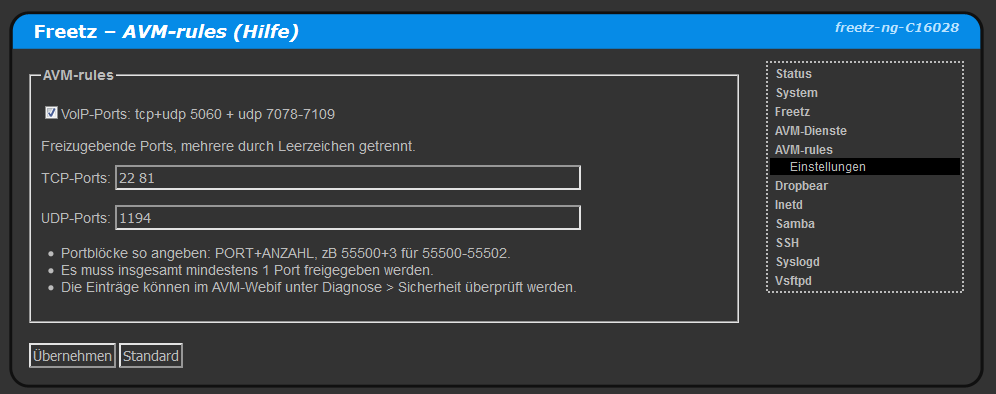 Freetz – AVM-rules (Hilfe)
freetz-ng-C16028
AVM-rules
VoIP-Ports: tcp+udp 5060 + udp 7078-7109
Freizugebende Ports, mehrere durch Leerzeichen getrennt.
TCP-Ports: 22 81
UDP-Ports: 1194
Portblöcke so angeben: PORT+ANZAHL, zB 55500+3 für 55500-55502.
Es muss insgesamt mindestens 1 Port freigegeben werden.
Die Einträge können im AVM-Webif unter Diagnose > Sicherheit überprüft werden.
Übernehmen Standard
Status
System
Freetz
AVM-Dienste
AVM-rules
Einstellungen
Dropbear
Inetd
Samba
SSH
Syslogd
Vsftpd